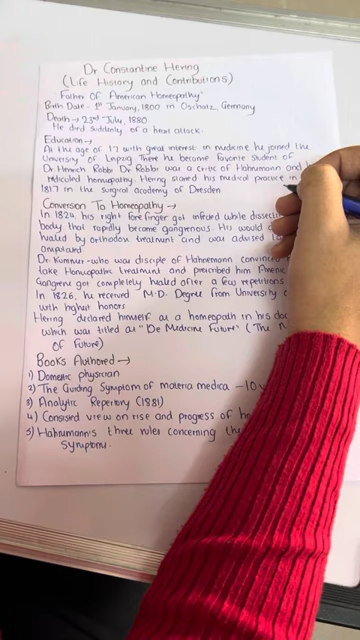 Dr. Constantine Hering
(Life History and Contributions)
Father Of American Homeopathy
Birth Date - 1st January, 1800 in Oschatz, Germany
Death → 23rd July, 1880
He died suddenly of a heart attack.
Education →
At the age of 17 with great interest in medicine he joined the
University of Leipzig There he become Favorite Student of
Dr. Henrich Robbi Dr Robbi was a critic of Hahnemann and
ridiculed homeopathy. Hering started his medical practice in
1817 in the surgical academy of Dresden
Conversion To Homeopathy →
In 1824, his right fore finger got infected while
body that rapidly become gangrenous. His would
healed by orthodox treatment and was advised
amputated
Dr. Kummer - who was disciple of Hahnemann convinced
take Homeopathic treatment and prescribed him
Gangrene got completely healed after a few repetitions
In 1826, he received M.D. Degree from University
with highest honors
Hering declared himself as a homeopath in his
which was titled as "De Medicine Future" (The
of future)
Books Authored →
1) Domestic physician
2) The Guiding Symptom of materia medica - 10
3) Analytic Repertory (1881)
4) Consised view on rise and progress of
5) Hahnumann's three rules concerning the
Symptoms.